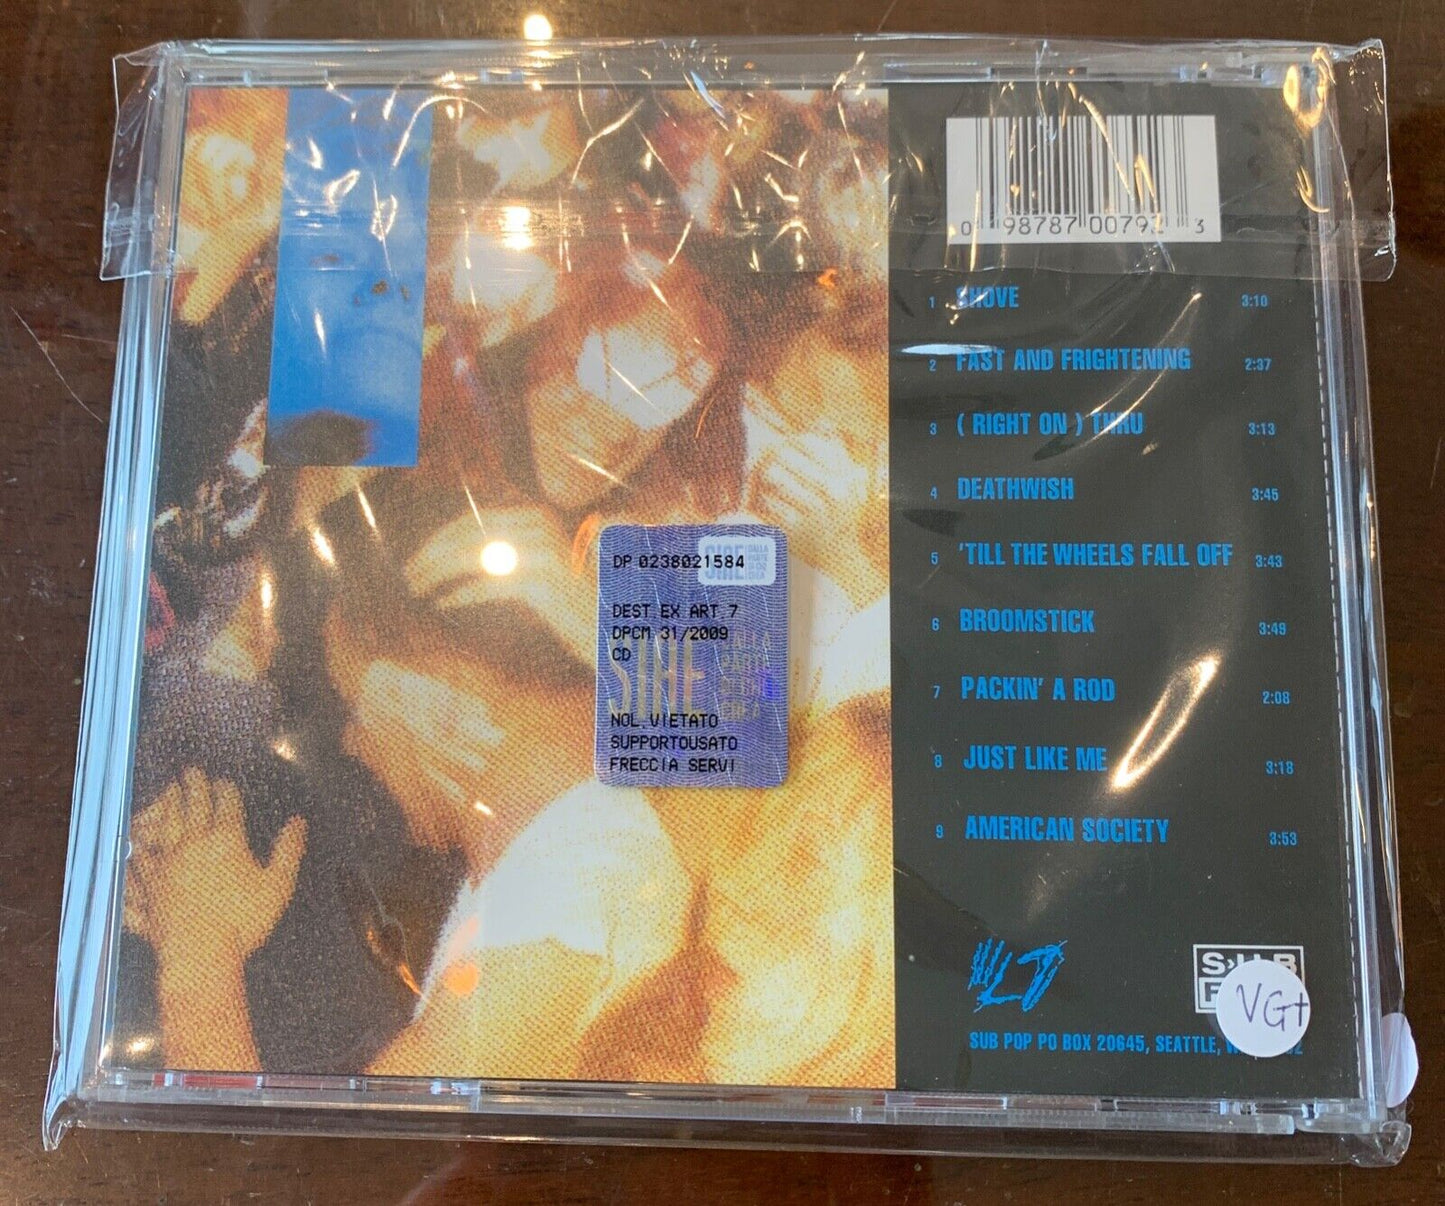 0 98787 00792 3
1 SHOVE 3:10
2 FAST AND FRIGHTENING 2:37
3 ( RIGHT ON ) THRU 3:13
4 DEATHWISH 3:45
5 'TILL THE WHEELS FALL OFF 3:43
6 BROOMSTICK 3:49
7 PACKIN' A ROD 2:08
8 JUST LIKE ME 3:18
9 AMERICAN SOCIETY 3:53
L7
SUB
VG+
SUB POP PO BOX 20645, SEATTLE,
DP 0238021584
SIAE DALLA
DEST EX ART 7
DPCM 31/2009
CD
SIAE
NOL.VIETATO
SUPPORTOUSATO
FRECCIA SERVI